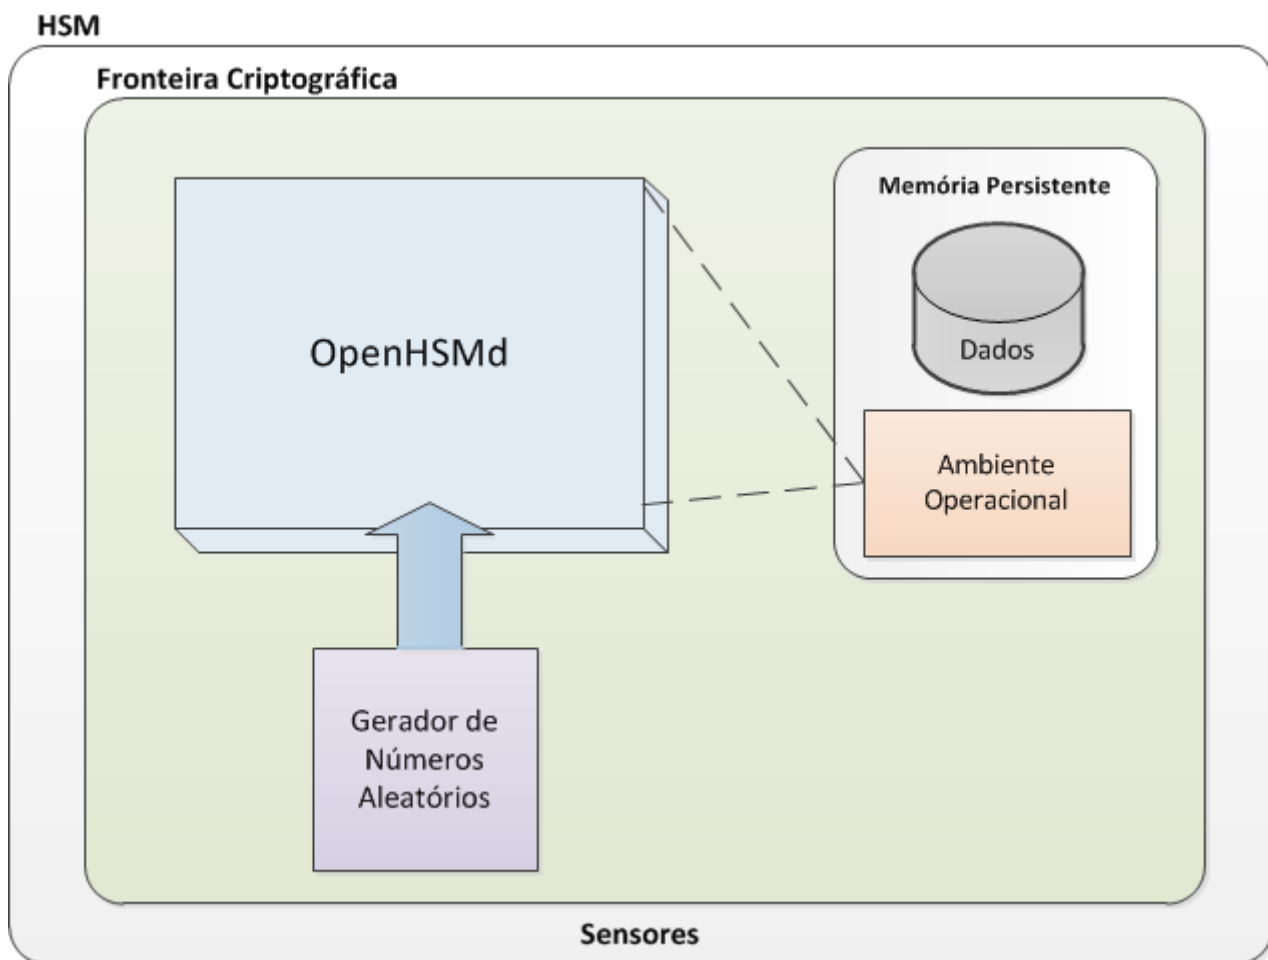 HSM
Fronteira Criptográfica
Memória Persistente
OpenHSMd
Dados
Ambiente
Operacional
Gerador de
Números
Aleatórios
Sensores